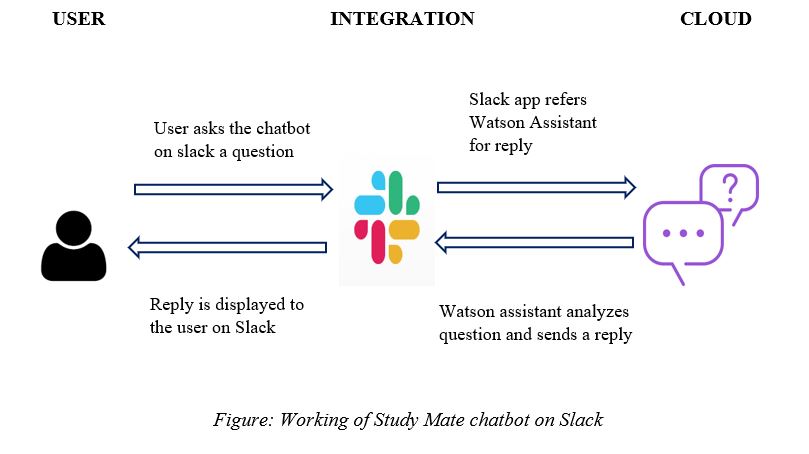 USER
INTEGRATION
CLOUD
User asks the chatbot
on slack a question
Slack app refers
Watson Assistant
for reply
?
Reply is displayed to
the user on Slack
Watson assistant analyzes
question and sends a reply
Figure: Working of Study Mate chatbot on Slack